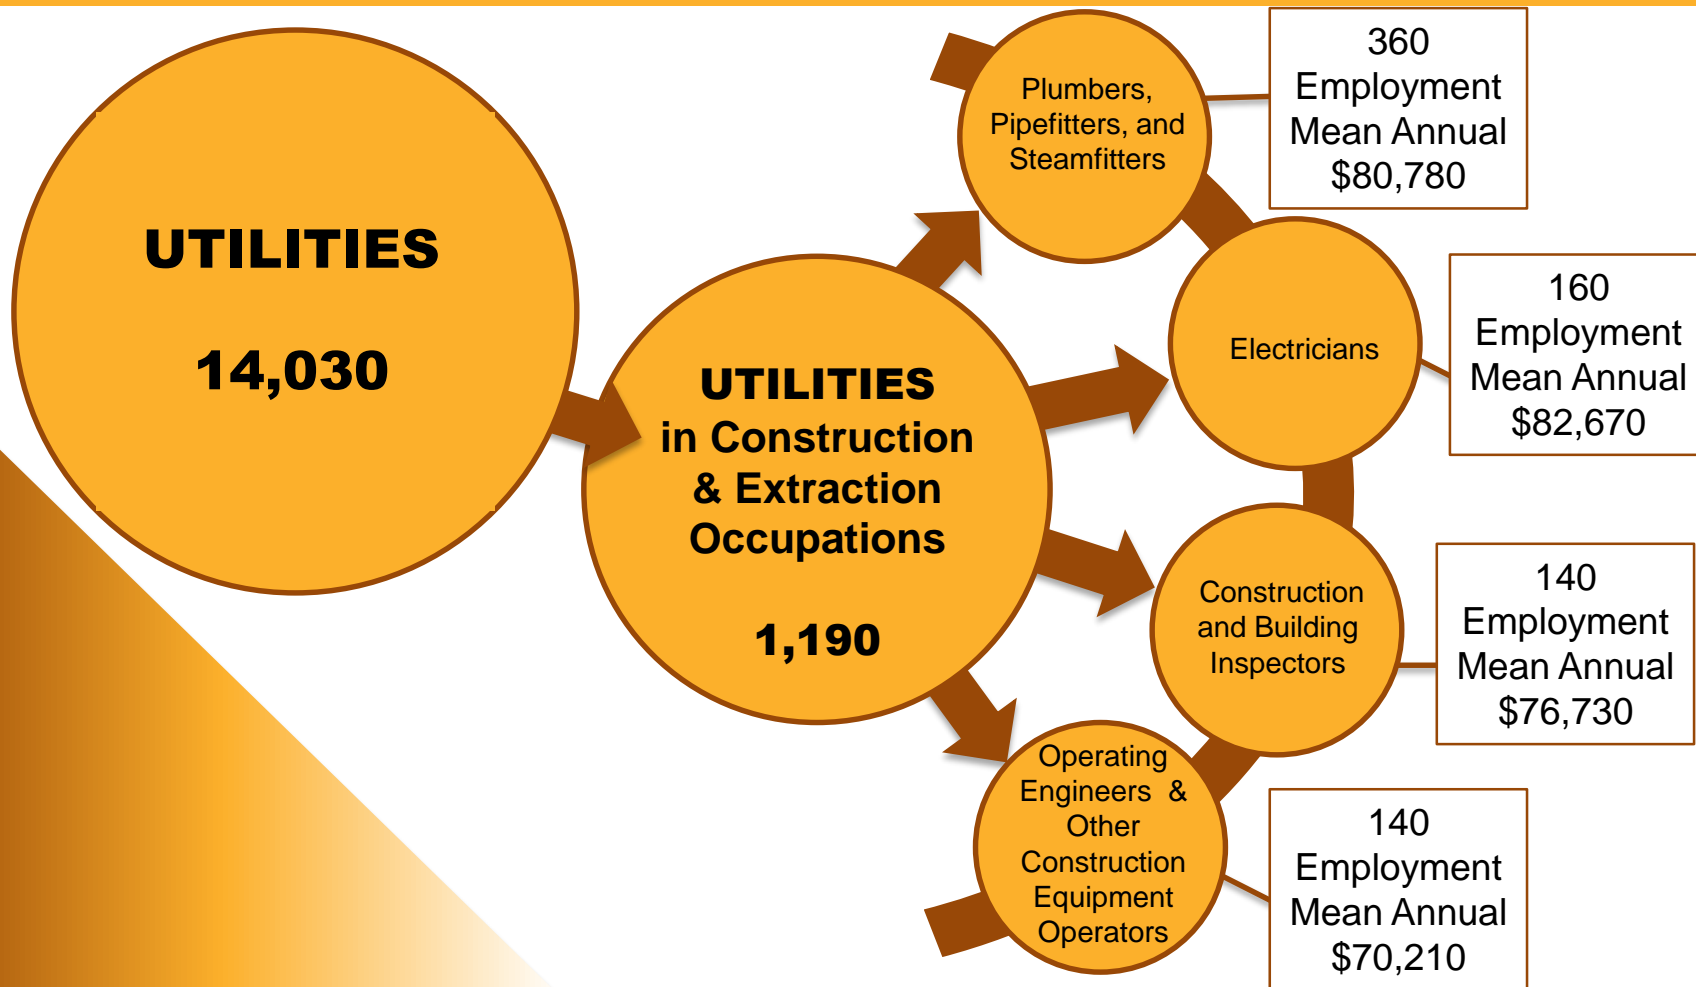 UTILITIES
14,030
UTILITIES
in Construction
& Extraction
Occupations
1,190
Plumbers,
Pipefitters, and
Steamfitters
360
Employment
Mean Annual
$80,780
Electricians
160
Employment
Mean Annual
$82,670
Construction
and Building
Inspectors
140
Employment
Mean Annual
$76,730
Operating
Engineers &
Other
Construction
Equipment
Operators
140
Employment
Mean Annual
$70,210